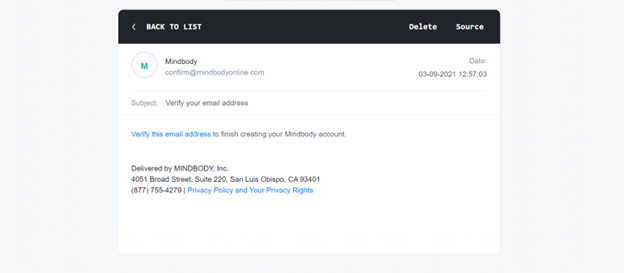 BACK TO LIST Delete Source
M
Mindbody Date:
confirm@mindbodyonline.com 03-09-2021 12:57:03
Subject: Verify your email address
Verify this email address to finish creating your Mindbody account.
Delivered by MINDBODY, Inc.
4051 Broad Street, Suite 220, San Luis Obispo, CA 93401
(877) 755-4279 | Privacy Policy and Your Privacy Rights